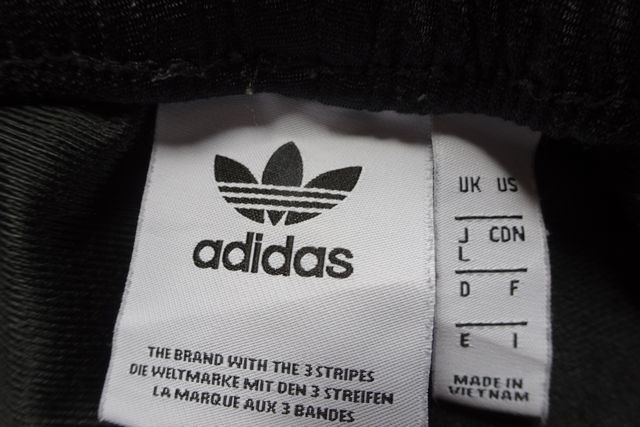 adidas
THE BRAND WITH THE 3 STRIPES
DIE WELTMARKE MIT DEN 3 STREIFEN
LA MARQUE AUX 3 BANDES
UK US
J CDN
L
D F
E I
MADE IN
VIETNAM